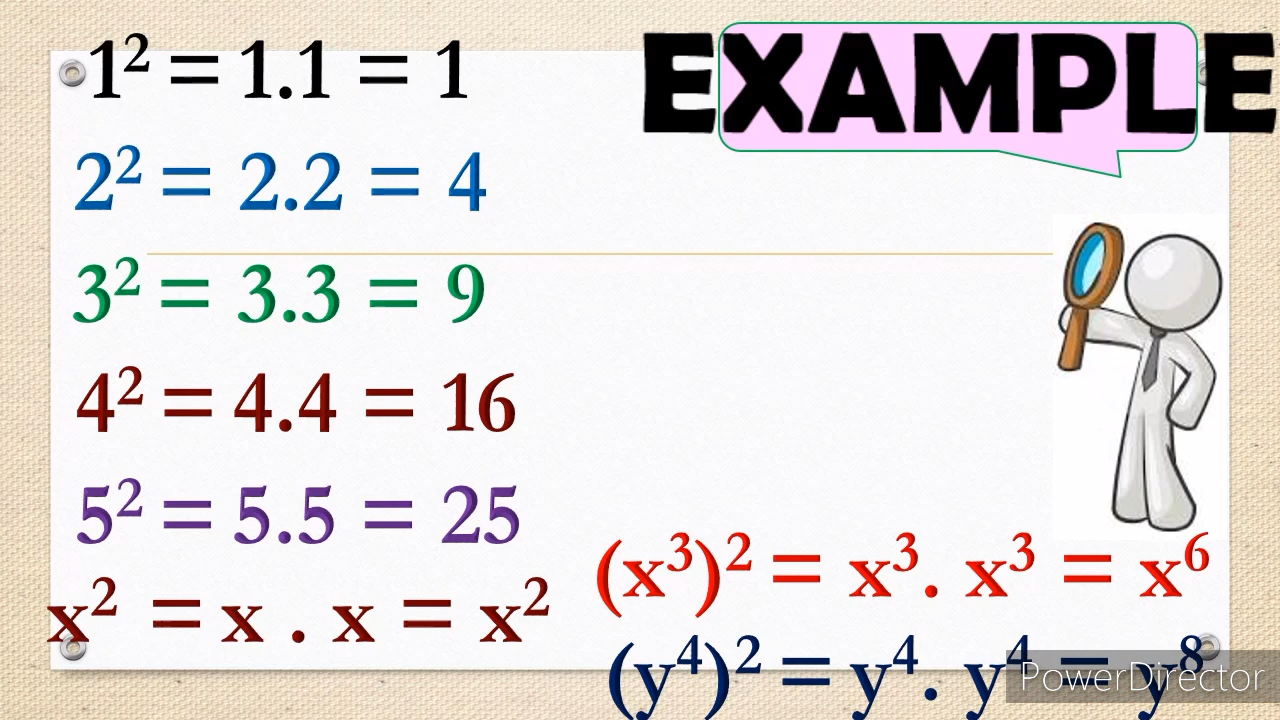 EXAMPLE
1² = 1.1 = 1
2² = 2.2 = 4
3² = 3.3 = 9
4² = 4.4 = 16
5² = 5.5 = 25
x² = x . x = x²
(x³)² = x³. x³ = x⁶
(y⁴)² = y⁴. y⁴ = y⁸
PowerDirector